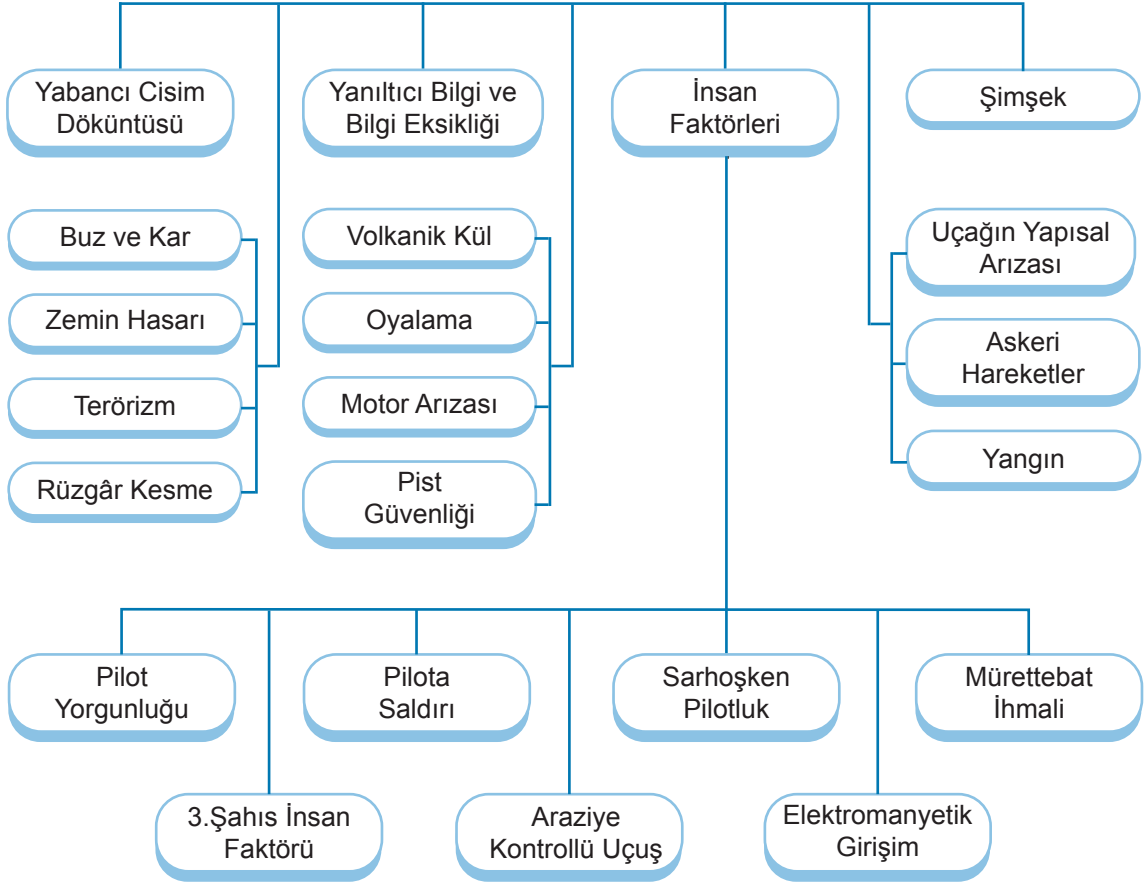 Yabancı Cisim
Döküntüsü
Yanıltıcı Bilgi ve
Bilgi Eksikliği
İnsan
Faktörleri
Şimşek
Buz ve Kar
Zemin Hasarı
Terörizm
Rüzgâr Kesme
Volkanik Kül
Oyalama
Motor Arızası
Pist
Güvenliği
Uçağın Yapısal
Arızası
Askeri
Hareketler
Yangın
Pilot
Yorgunluğu
Pilota
Saldırı
Sarhoşken
Pilotluk
Mürettebat
İhmali
3.Şahıs İnsan
Faktörü
Araziye
Kontrollü Uçuş
Elektromanyetik
Girişim